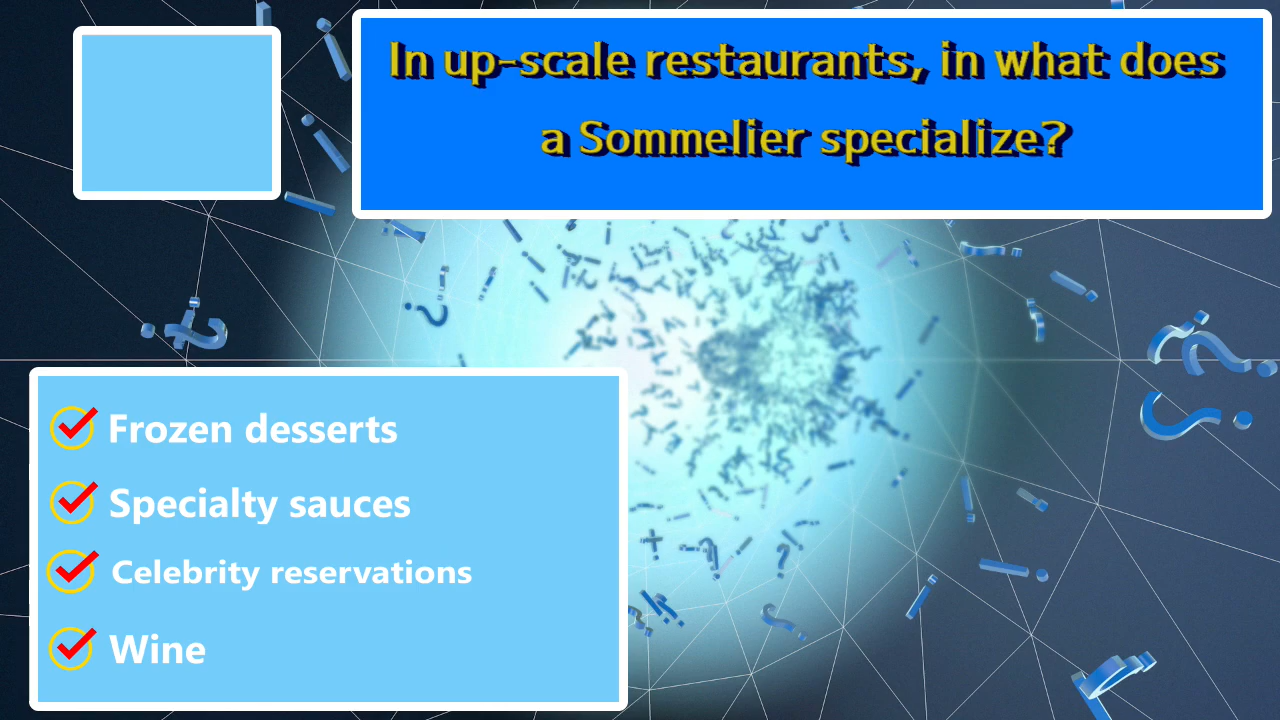 In up-scale restaurants, in what does
a Sommelier specialize?
Frozen desserts
Specialty sauces
Celebrity reservations
Wine